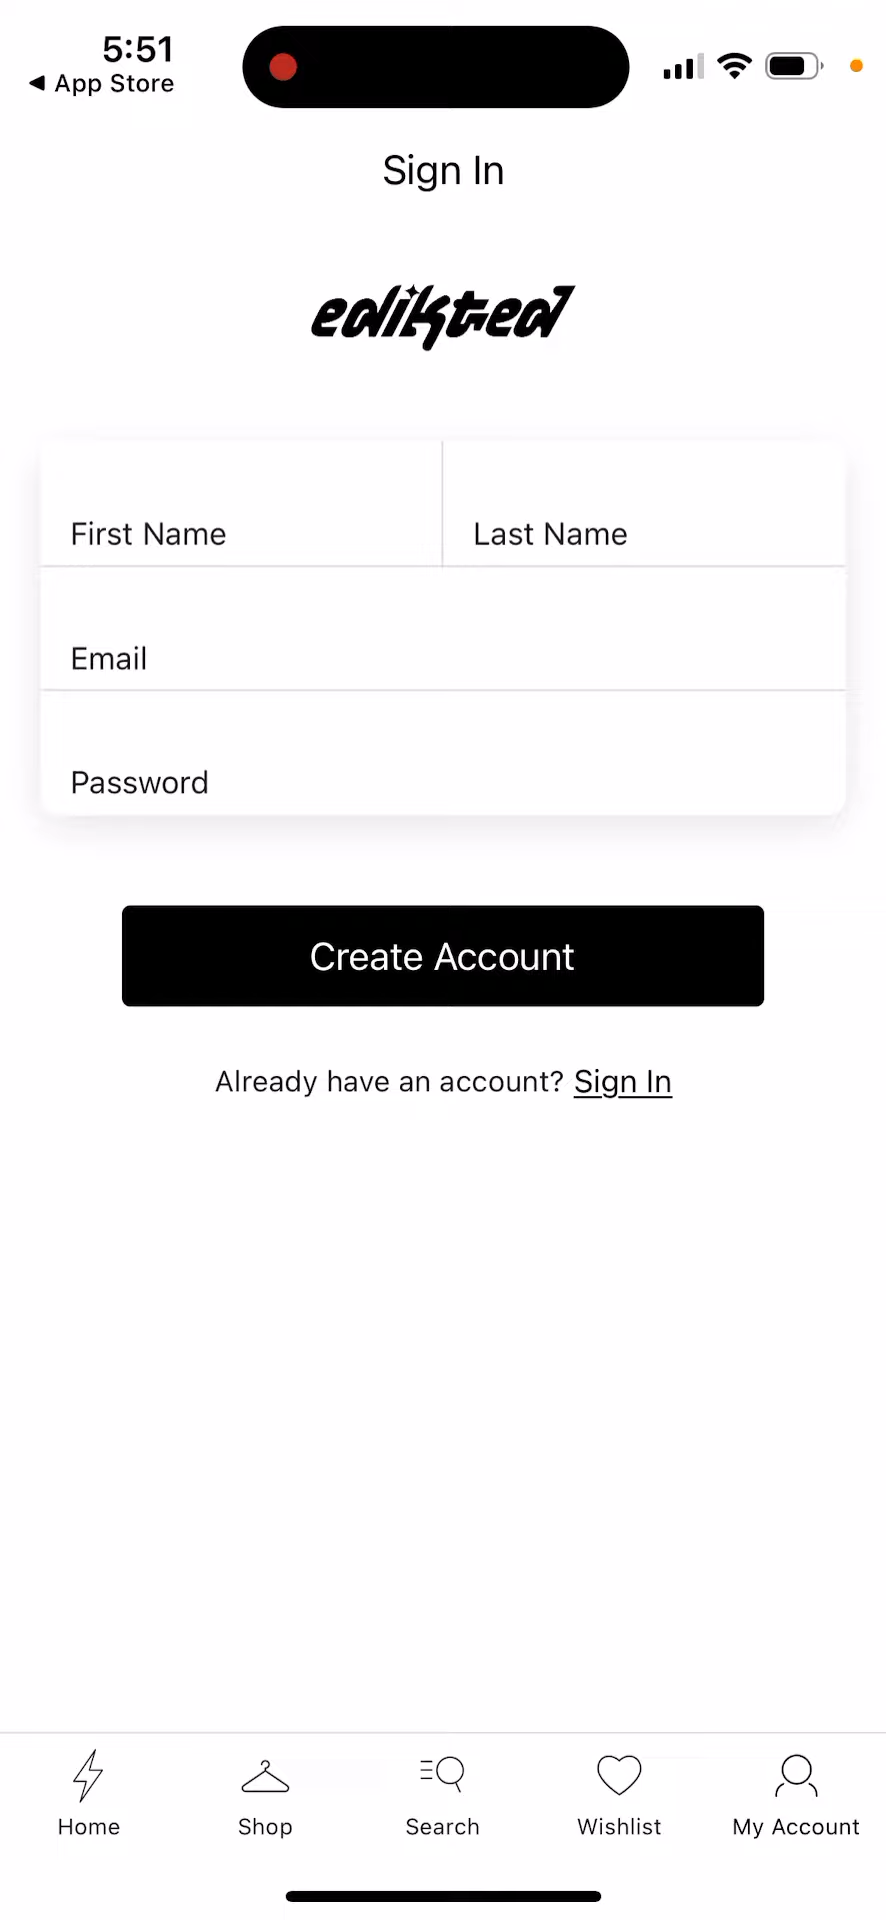 5:51
◀ App Store
Sign In
edikted
First Name
Last Name
Email
Password
Create Account
Already have an account? Sign In
Home
Shop
Search
Wishlist
My Account